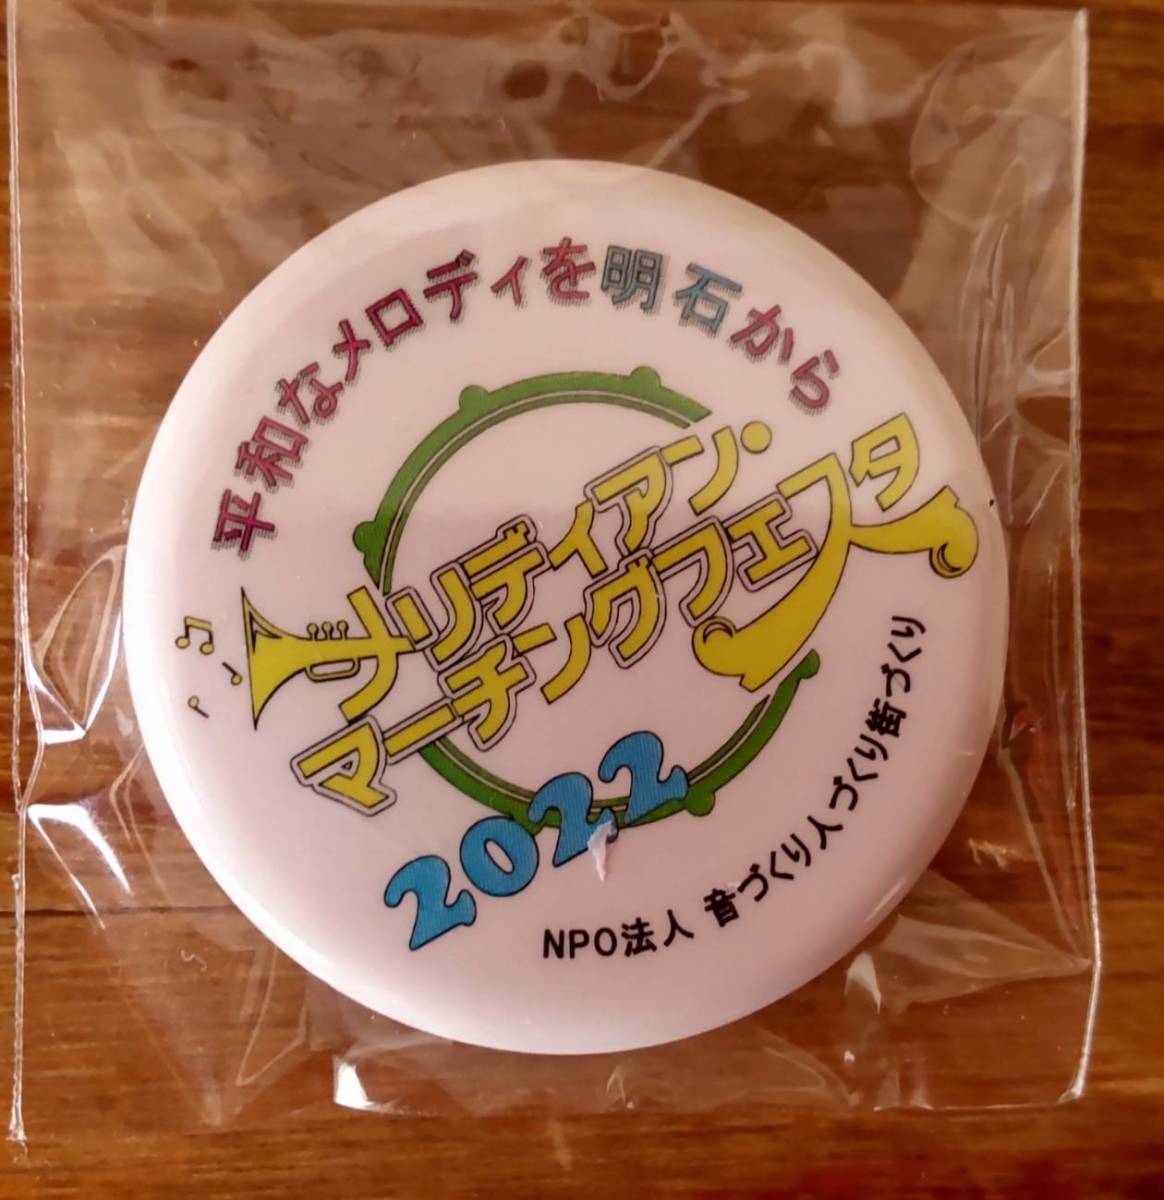 平和なメロディを明石から
メリディアン・
マーチングフェスタ
2022
NPO法人 音づくり人づくり街づくり